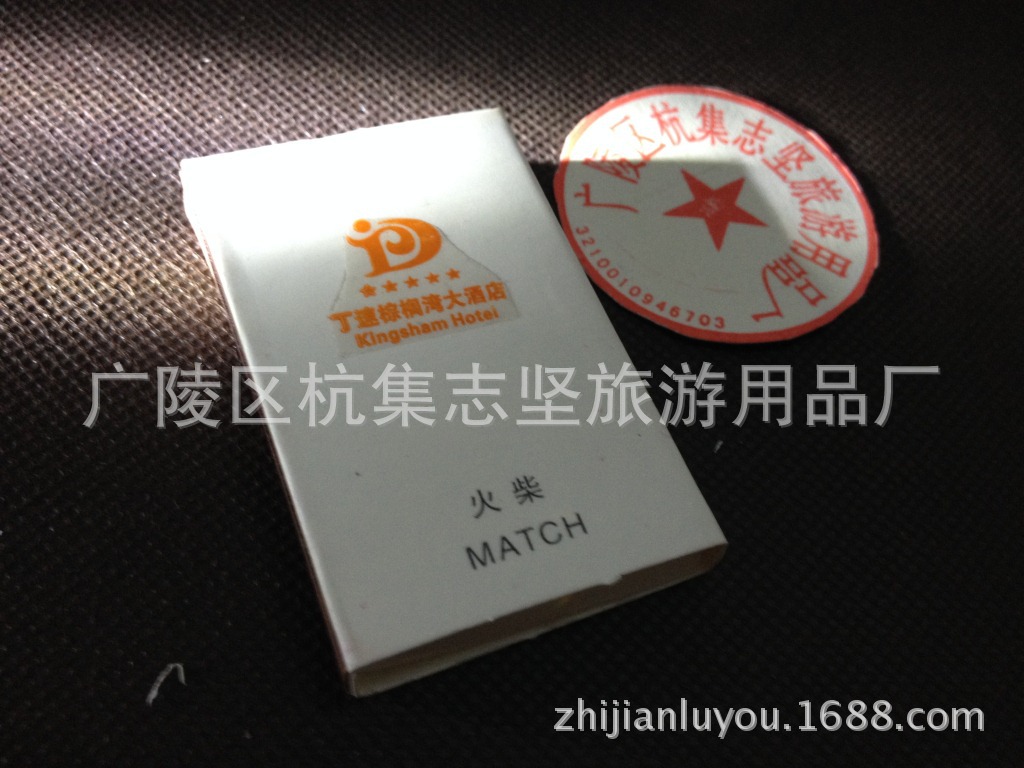 丁建棕榈湾大酒店
Kingsham Hotel
火柴
MATCH
广陵区杭集志坚旅游用品厂
3210010946703
广陵区杭集志坚旅游用品厂
zhijianluyou.1688.com